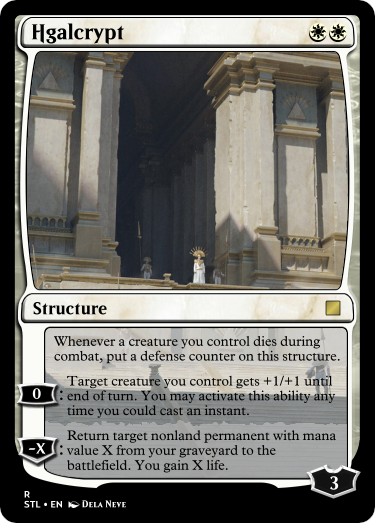 Hgalcrypt
Structure
Whenever a creature you control dies during
combat, put a defense counter on this structure.
0
: Target creature you control gets +1/+1 until
end of turn. You may activate this ability any
time you could cast an instant.
-X
: Return target nonland permanent with mana
value X from your graveyard to the
battlefield. You gain X life.
3
R
STL • EN Dela Neve